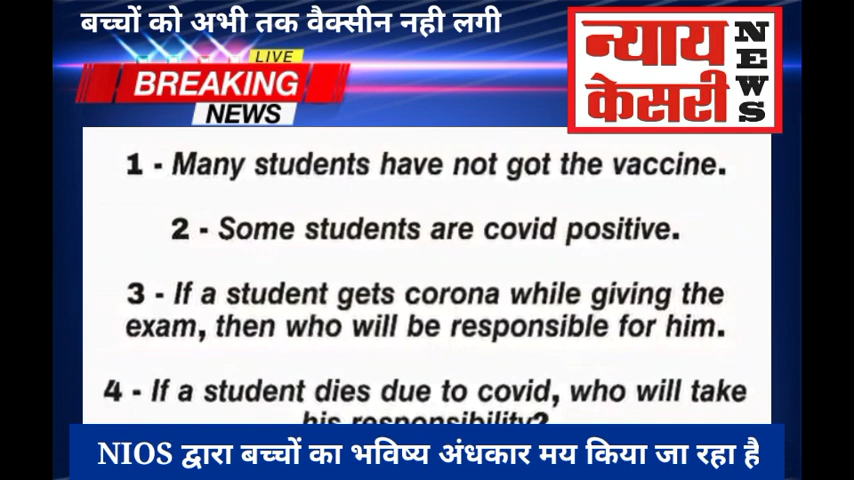 बच्चों को अभी तक वैक्सीन नही लगी
LIVE
BREAKING
NEWS
न्याय
केसरी
NEWS
1 - Many students have not got the vaccine.
2 - Some students are covid positive.
3 - If a student gets corona while giving the
exam, then who will be responsible for him.
4 - If a student dies due to covid, who will take
his responsibility?
NIOS द्वारा बच्चों का भविष्य अंधकार मय किया जा रहा है